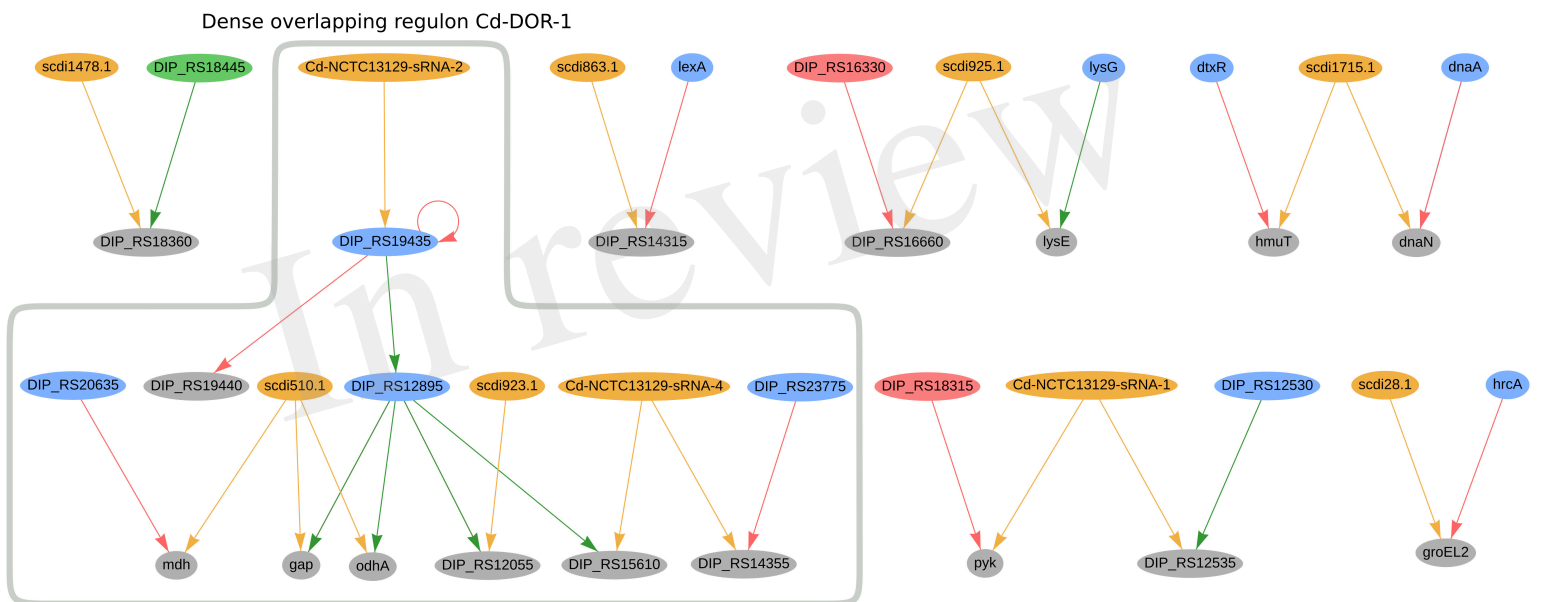 Dense overlapping regulon Cd-DOR-1
scdi1478.1
DIP_RS18445
Cd-NCTC13129-sRNA-2
scdi863.1
lexA
DIP_RS16330
scdi925.1
lysG
dtxR
scdi1715.1
dnaA
DIP_RS18360
DIP_RS19435
DIP_RS14315
DIP_RS16660
lysE
hmuT
dnaN
In review
DIP_RS20635
DIP_RS19440
scdi510.1
DIP_RS12895
scdi923.1
Cd-NCTC13129-sRNA-4
DIP_RS23775
DIP_RS18315
Cd-NCTC13129-sRNA-1
DIP_RS12530
scdi28.1
hrcA
mdh
gap
odhA
DIP_RS12055
DIP_RS15610
DIP_RS14355
pyk
DIP_RS12535
groEL2